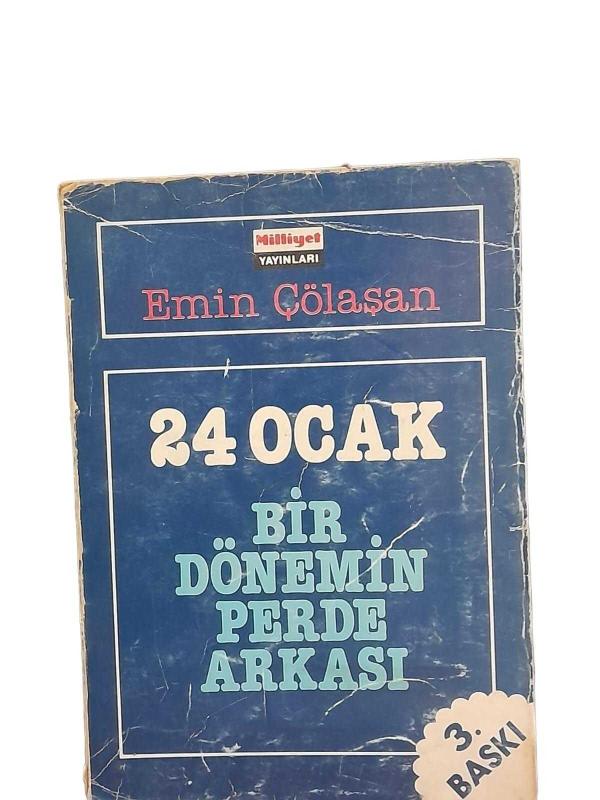 Milliyet
YAYINLARI
Emin Çölaşan
24 OCAK
BİR
DÖNEMİN
PERDE
ARKASI
3.
BASKI